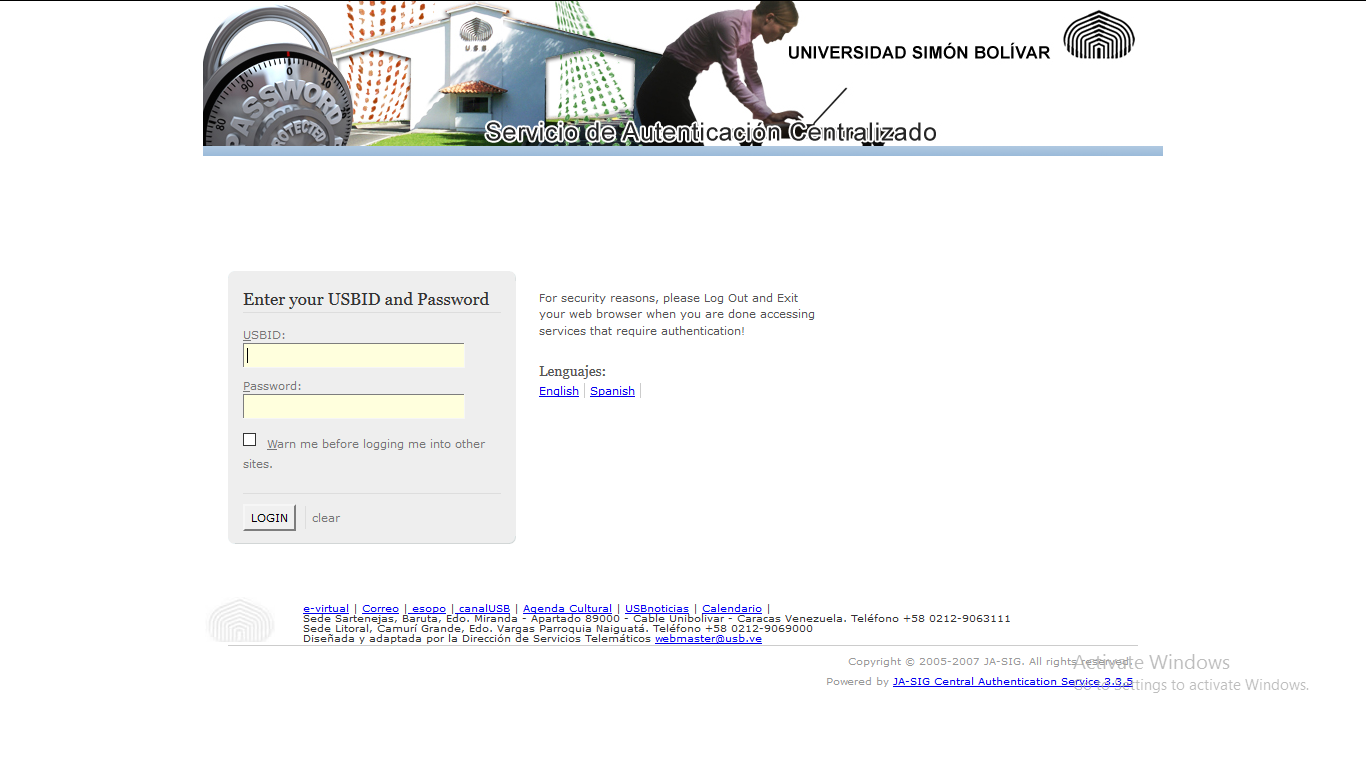 PASSWORD
PROTECTED
0
10
90
80
U S B
UNIVERSIDAD SIMÓN BOLÍVAR
Servicio de Autenticación Centralizado
Enter your USBID and Password
USBID:
Password:
Warn me before logging me into other
sites.
LOGIN
clear
For security reasons, please Log Out and Exit
your web browser when you are done accessing
services that require authentication!
Lenguajes:
English
Spanish
e-virtual | Correo | esopo | canalUSB | Agenda Cultural | USBnoticias | Calendario |
Sede Sartenejas, Baruta, Edo. Miranda - Apartado 89000 - Cable Unibolivar - Caracas Venezuela. Teléfono +58 0212-9063111
Sede Litoral, Camurí Grande, Edo. Vargas Parroquia Naiguatá. Teléfono +58 0212-9069000
Diseñada y adaptada por la Dirección de Servicios Telemáticos webmaster@usb.ve
Copyright © 2005-2007 JA-SIG. All rights reserved.
Powered by JA-SIG Central Authentication Service 3.3.5
Activate Windows
Go to Settings to activate Windows.